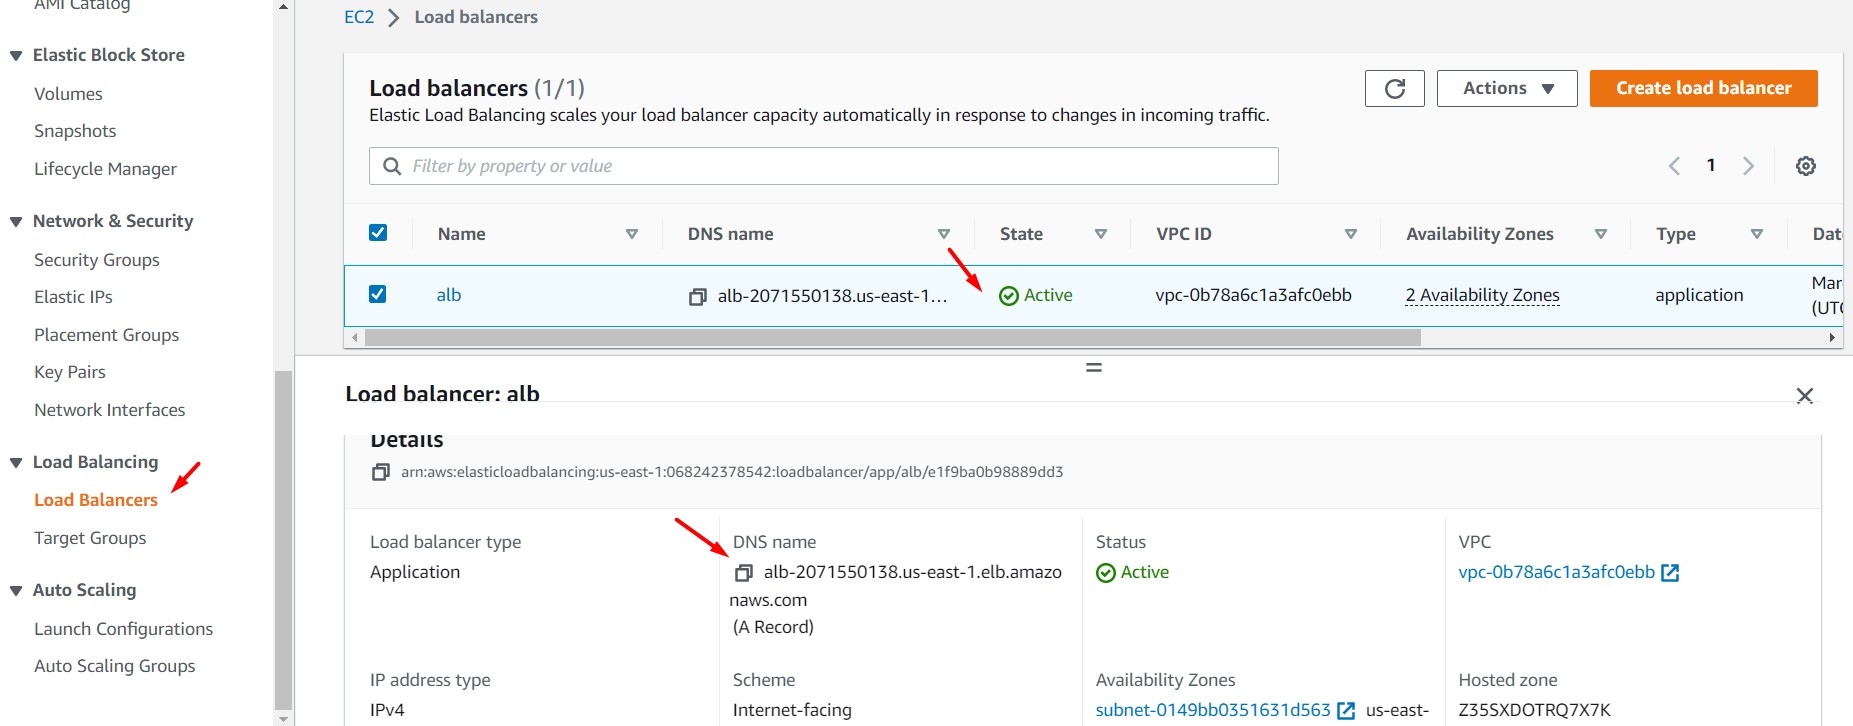 AMI Catalog
Elastic Block Store
Volumes
Snapshots
Lifecycle Manager
Network & Security
Security Groups
Elastic IPs
Placement Groups
Key Pairs
Network Interfaces
Load Balancing
Load Balancers
Target Groups
Auto Scaling
Launch Configurations
Auto Scaling Groups
EC2 > Load balancers
Load balancers (1/1)
Elastic Load Balancing scales your load balancer capacity automatically in response to changes in incoming traffic.
Actions
Create load balancer
Filter by property or value
1
Name DNS name State VPC ID Availability Zones Type Dat
alb alb-2071550138.us-east-1... Active vpc-0b78a6c1a3afc0ebb 2 Availability Zones application Mar
(UTC
Load balancer: alb
Details
arn:aws:elasticloadbalancing:us-east-1:068242378542:loadbalancer/app/alb/e1f9ba0b98889dd3
Load balancer type
Application
DNS name
alb-2071550138.us-east-1.elb.amazo
naws.com
(A Record)
Status
Active
VPC
vpc-0b78a6c1a3afc0ebb
IP address type
IPv4
Scheme
Internet-facing
Availability Zones
subnet-0149bb0351631d563 us-east-
Hosted zone
Z35SXDOTRQ7X7K